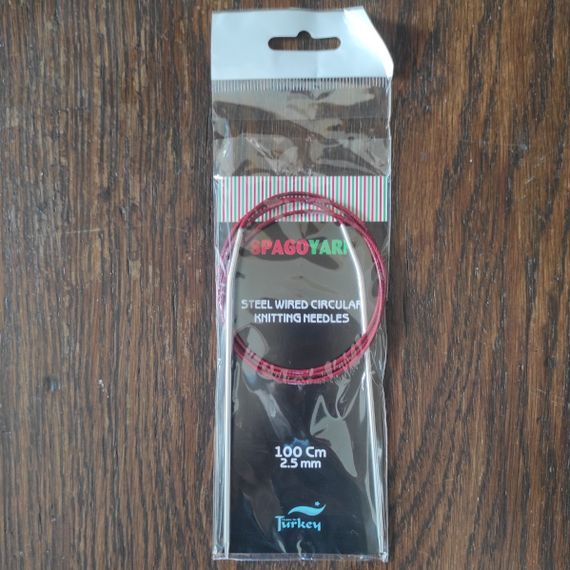 SPAGOYARN
STEEL WIRED CIRCULAR
KNITTING NEEDLES
100 Cm
2.5 mm
Turkey